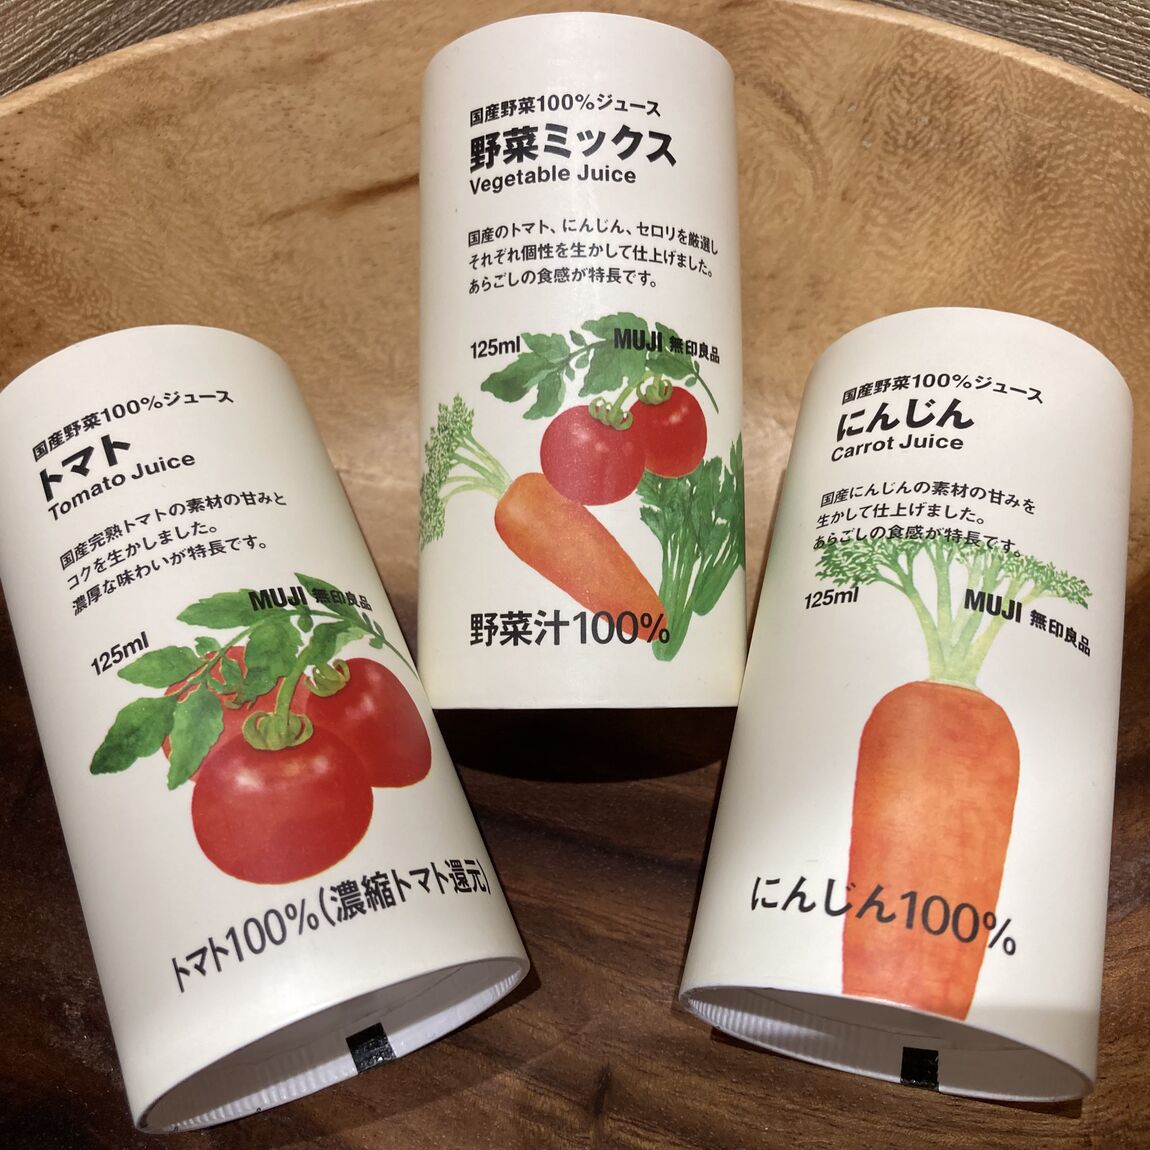 国産野菜100%ジュース
野菜ミックス
Vegetable Juice
国産のトマト、にんじん、セロリを厳選し
それぞれ個性を生かして仕上げました。
あらごしの食感が特長です。
125ml
MUJI 無印良品
野菜汁100%
国産野菜100%ジュース
トマト
Tomato Juice
国産完熟トマトの素材の甘みと
コクを生かしました。
濃厚な味わいが特長です。
MUJI 無印良品
125ml
トマト100%(濃縮トマト還元)
国産野菜100%ジュース
にんじん
Carrot Juice
国産にんじんの素材の甘みを
生かして仕上げました。
あらごしの食感が特長です。
125ml
MUJI 無印良品
にんじん100%